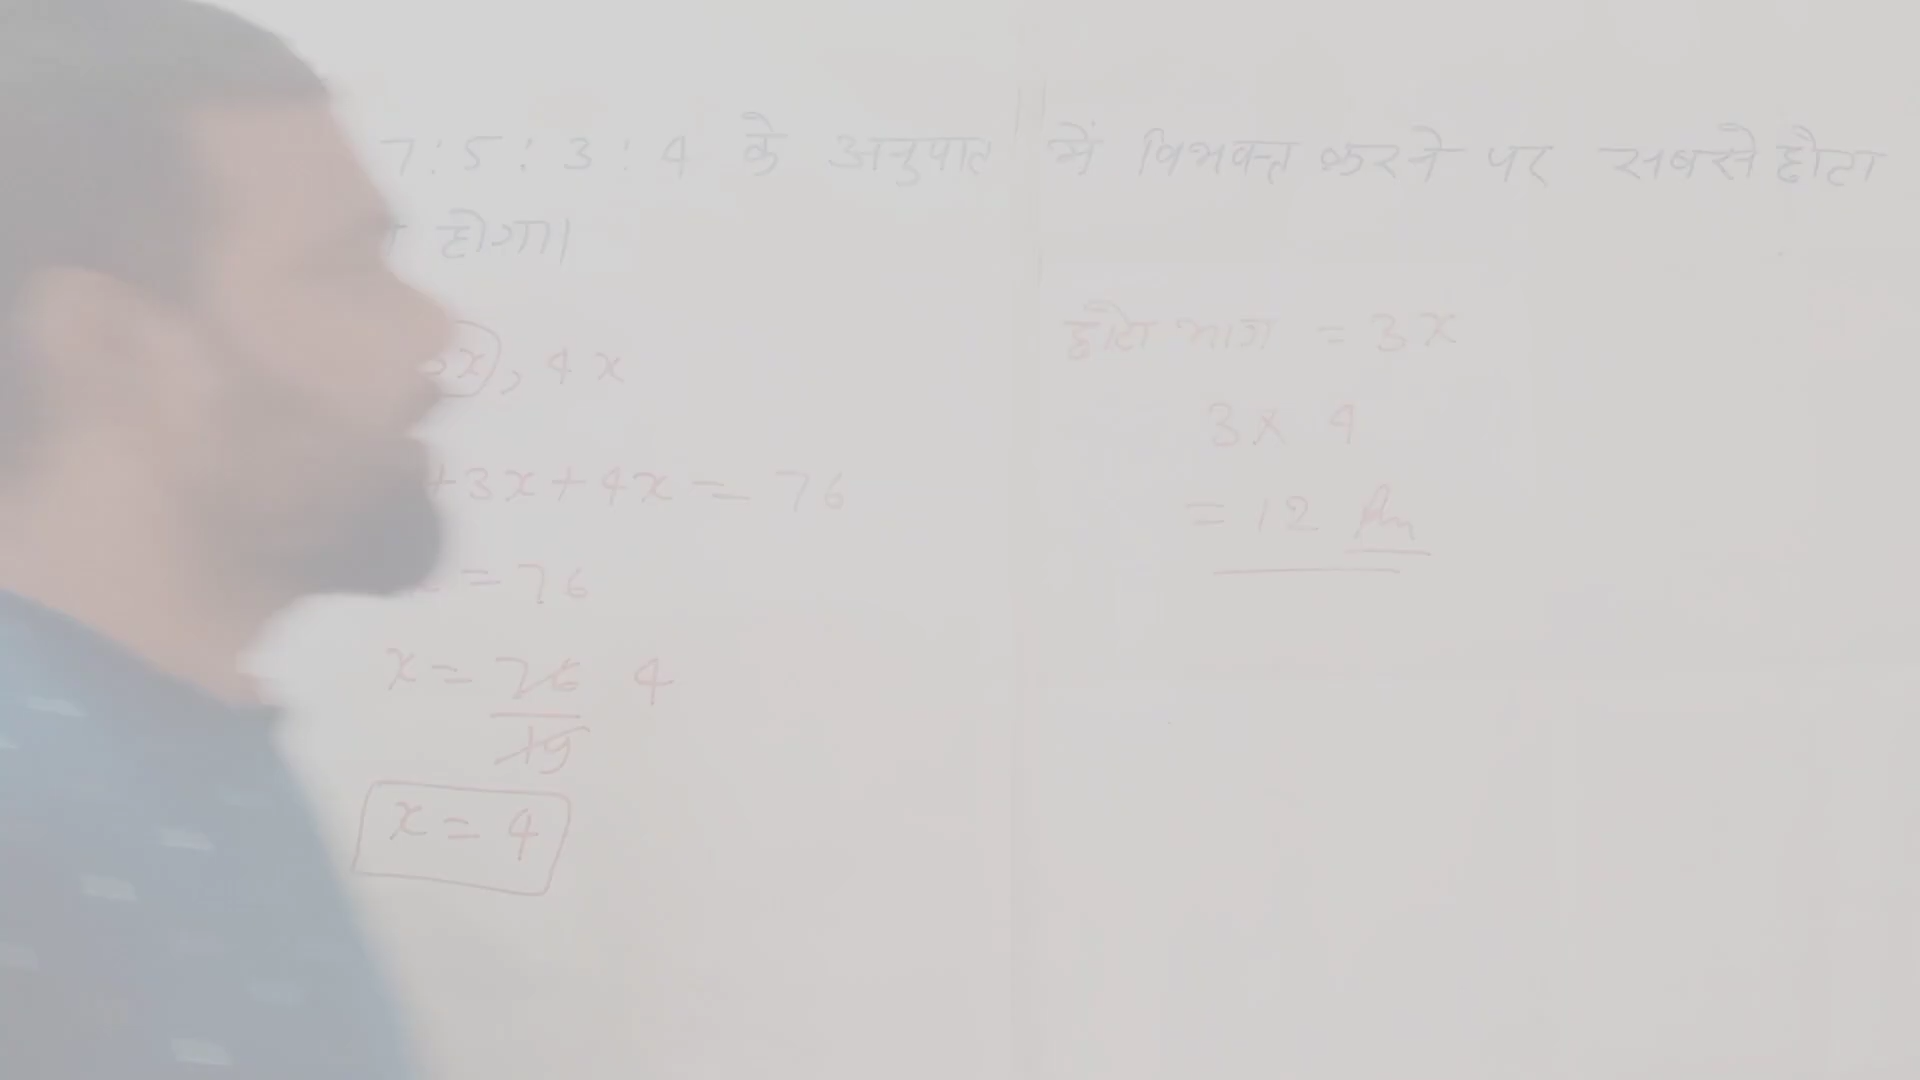 7 : 5 : 3 : 4 के अनुपात में विभक्त करने पर सबसे छोटा
होगा।
x , 4x
छोटा भाग = 3x
3 x 4
= 12 Ans
+3x+4x = 76
= 76
x = 76 4
19
x = 4